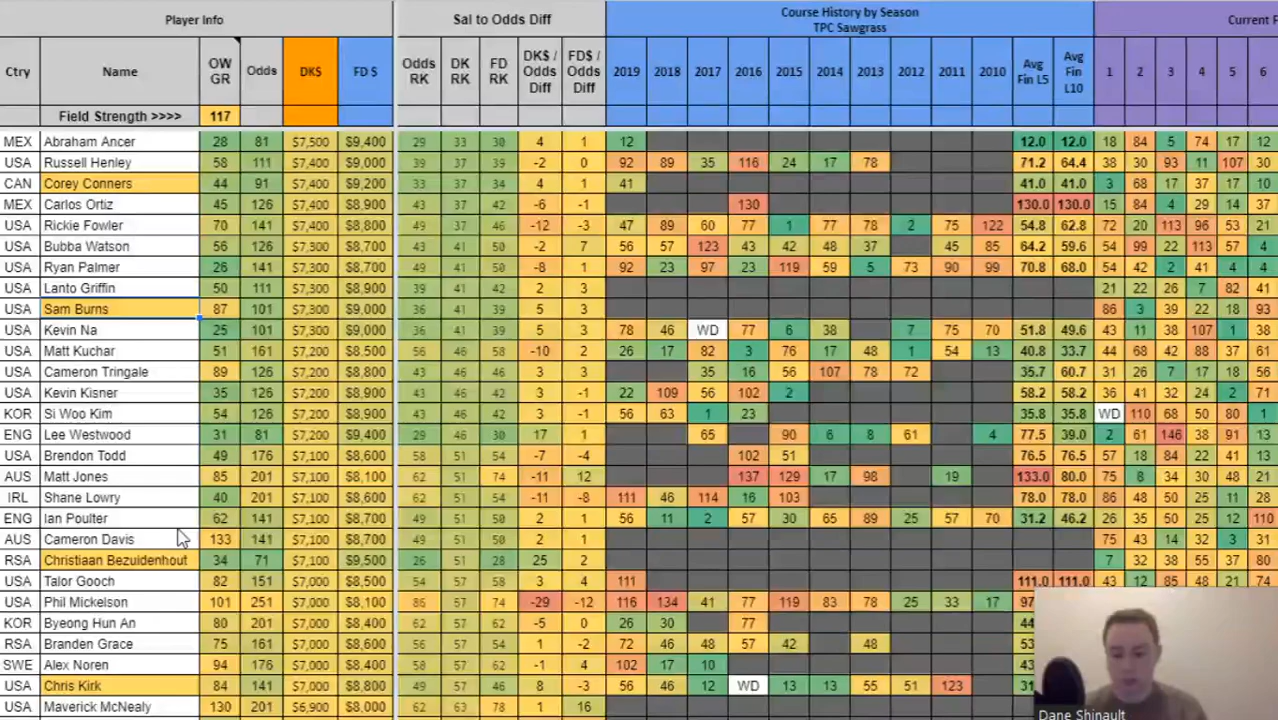 Player Info Sal to Odds Diff Course History by Season TPC Sawgrass Current F
Ctry Name OW GR Odds DK$ FD $ Odds RK DK RK FD RK DK$ / Odds Diff FD$ / Odds Diff 2019 2018 2017 2016 2015 2014 2013 2012 2011 2010 Avg Fin L5 Avg Fin L10 1 2 3 4 5 6
Field Strength >>>> 117
MEX Abraham Ancer 28 81 $7,500 $9,400 29 33 30 4 1 12 12.0 12.0 18 84 5 74 17 12
USA Russell Henley 58 111 $7,400 $9,000 39 37 39 -2 0 92 89 35 116 24 17 78 71.2 64.4 38 30 93 11 107 30
CAN Corey Conners 44 91 $7,400 $9,200 33 37 34 4 1 41 41.0 41.0 3 68 17 37 17 10
MEX Carlos Ortiz 45 126 $7,400 $8,900 43 37 42 -6 -1 130 130.0 130.0 15 84 4 29 14 37
USA Rickie Fowler 70 141 $7,400 $8,800 49 37 46 -12 -3 47 89 60 77 1 77 78 2 75 122 54.8 62.8 72 20 113 96 53 21
USA Bubba Watson 56 126 $7,300 $8,700 43 41 50 -2 7 56 57 123 43 42 48 37 45 85 64.2 59.6 54 99 22 113 57 4
USA Ryan Palmer 26 141 $7,300 $8,700 49 41 50 -8 1 92 23 97 23 119 59 5 73 90 99 70.8 68.0 54 42 2 41 4 4
USA Lanto Griffin 50 111 $7,300 $8,900 39 41 42 2 3 21 22 26 7 82 41
USA Sam Burns 87 101 $7,300 $9,000 36 41 39 5 3 86 3 39 22 18 93
USA Kevin Na 25 101 $7,300 $9,000 36 41 39 5 3 78 46 WD 77 6 38 7 75 70 51.8 49.6 43 11 38 107 1 38
USA Matt Kuchar 51 161 $7,200 $8,500 56 46 58 -10 2 26 17 82 3 76 17 48 1 54 13 40.8 33.7 44 68 42 88 37 61
USA Cameron Tringale 89 126 $7,200 $8,800 43 46 46 3 3 35 16 56 107 78 72 35.7 60.7 31 26 7 17 18 56
USA Kevin Kisner 35 126 $7,200 $8,900 43 46 42 3 -1 22 109 56 102 2 58.2 58.2 36 41 32 24 2 71
KOR Si Woo Kim 54 126 $7,200 $8,900 43 46 42 3 -1 56 63 1 23 35.8 35.8 WD 110 68 50 80 1
ENG Lee Westwood 31 81 $7,200 $9,400 29 46 30 17 1 65 90 6 8 61 4 77.5 39.0 2 61 146 38 91 13
USA Brendon Todd 49 176 $7,200 $8,600 58 51 54 -7 -4 102 51 76.5 76.5 57 18 84 22 41 13
AUS Matt Jones 85 201 $7,100 $8,100 62 51 74 -11 12 137 129 14 98 19 133.0 80.0 75 8 34 30 48 21
IRL Shane Lowry 40 201 $7,100 $8,600 62 51 54 -11 -8 111 46 114 16 103 78.0 78.0 86 48 50 25 11 28
ENG Ian Poulter 62 141 $7,100 $8,700 49 51 50 2 1 56 11 2 57 30 65 89 25 57 70 31.2 46.2 26 35 50 25 6 110
AUS Cameron Davis 133 141 $7,100 $8,700 49 51 50 2 1 75 43 14 32 3 31
RSA Christiaan Bezuidenhout 34 71 $7,100 $9,500 26 51 28 25 2 7 32 38 55 37 80
USA Talor Gooch 82 151 $7,000 $8,500 54 57 58 3 4 111 111.0 111.0 43 12 85 48 21 74
USA Phil Mickelson 101 251 $7,000 $8,100 86 57 74 -29 -12 116 134 41 77 119 83 78 25 33 17 97
KOR Byeong Hun An 80 201 $7,000 $8,400 62 57 62 -5 0 26 30 77 44
RSA Branden Grace 75 161 $7,000 $8,600 56 57 54 1 -2 72 46 48 57 42 48 53
SWE Alex Noren 94 176 $7,000 $8,400 58 57 62 -1 4 102 17 10 43
USA Chris Kirk 84 141 $7,000 $8,800 49 57 46 8 -3 56 46 12 WD 13 13 55 51 123 31
USA Maverick McNealy 130 201 $6,900 $8,000 62 63 78 1 16
Dane Shinault